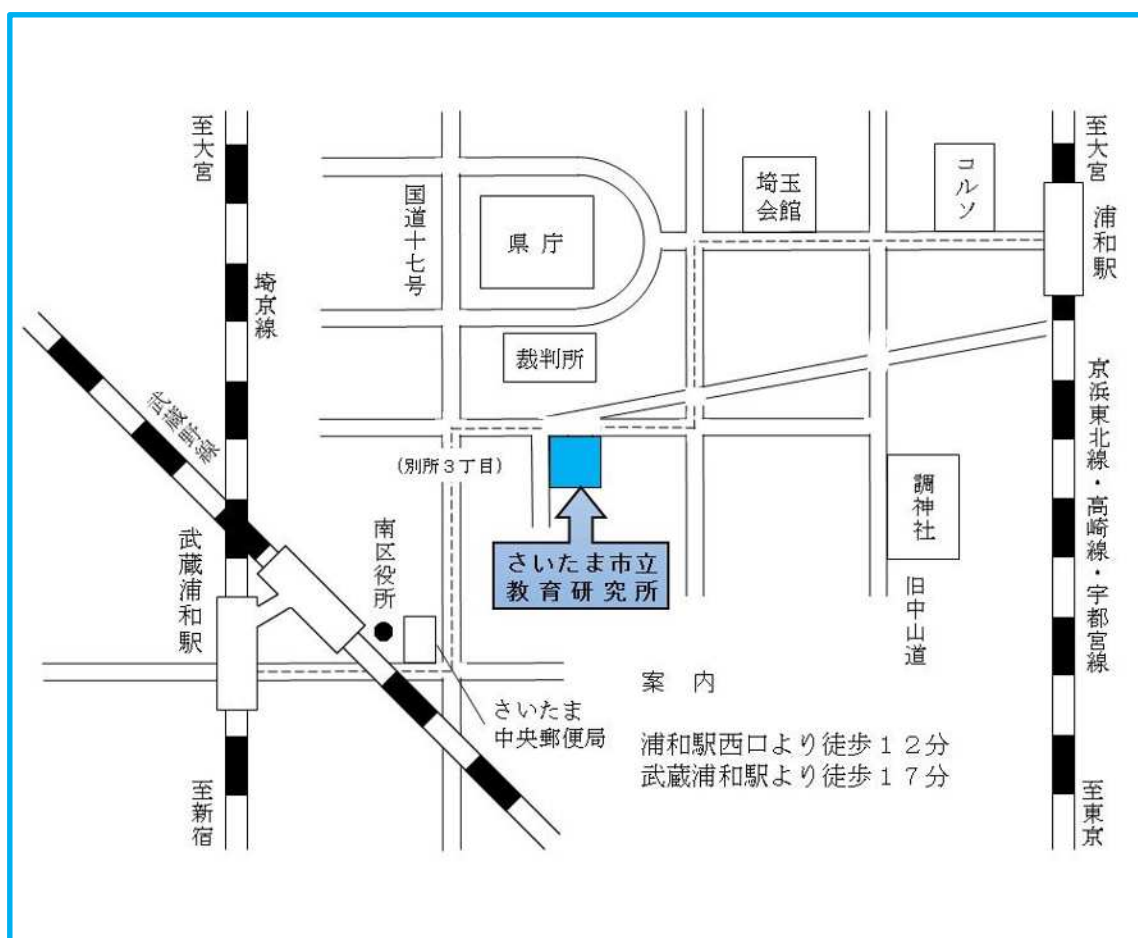 至大宮
埼京線
武蔵野線
武蔵浦和駅
至新宿
国道十七号
県庁
裁判所
(別所3丁目)
南区役所
さいたま市立
教育研究所
さいたま
中央郵便局
埼玉
会館
コルソ
至大宮
浦和駅
京浜東北線・高崎線・宇都宮線
調神社
旧中山道
至東京
案 内
浦和駅西口より徒歩12分
武蔵浦和駅より徒歩17分